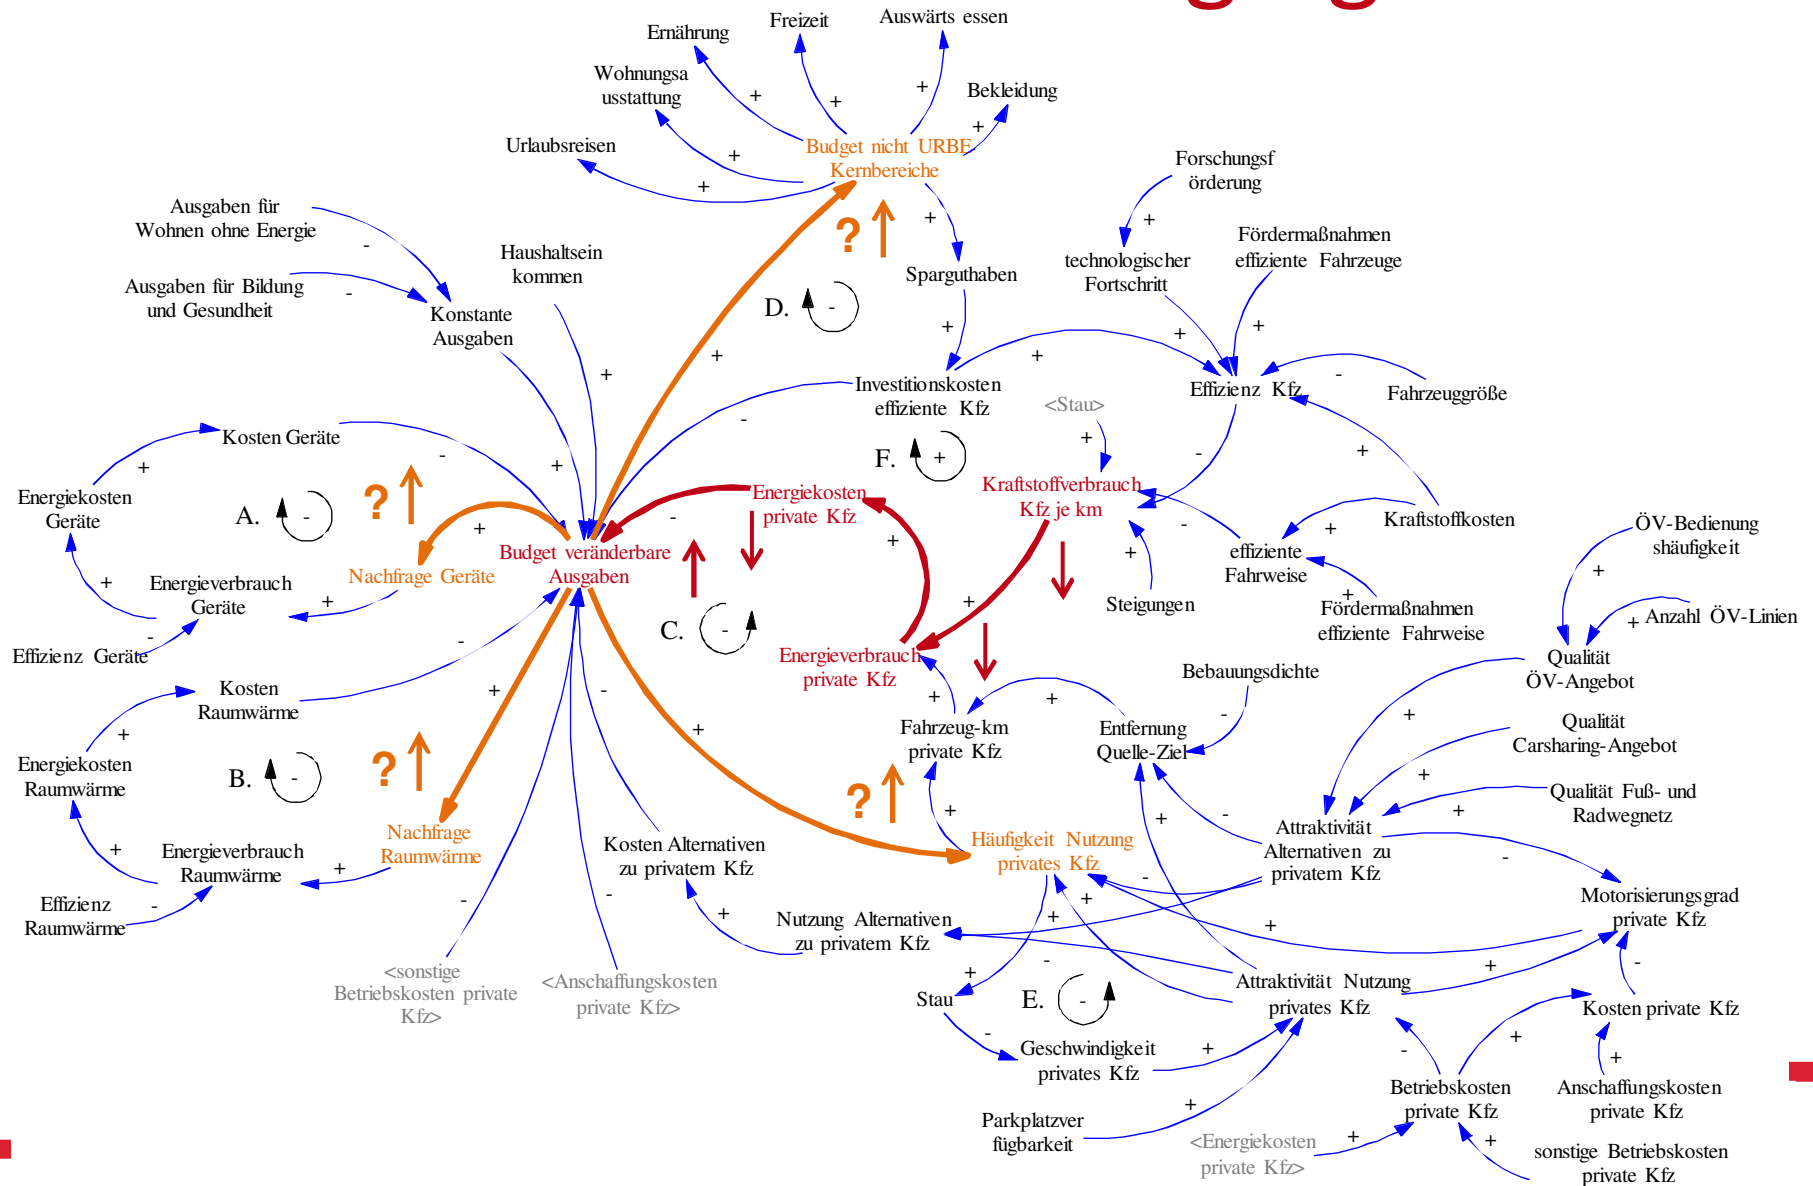 Freizeit
Auswärts essen
Ernährung
Wohnungsa
usstattung
Bekleidung
Urlaubsreisen
Budget nicht URBE
Kernbereiche
Forschungsf
örderung
Ausgaben für
Wohnen ohne Energie
Haushaltsein
kommen
Fördermaßnahmen
effiziente Fahrzeuge
technologischer
Fortschritt
Sparguthaben
Ausgaben für Bildung
und Gesundheit
Konstante
Ausgaben
D.
-
? 
Investitionskosten
effiziente Kfz
<Stau>
Effizienz Kfz
Fahrzeuggröße
Kosten Geräte
F.
+
Energiekosten
Geräte
A.
-
?
Energiekosten
private Kfz
Kraftstoffverbrauch
Kfz je km
Kraftstoffkosten
ÖV-Bedienung
shäufigkeit
Budget veränderbare
Ausgaben
Nachfrage Geräte
effiziente
Fahrweise
Energieverbrauch
Geräte
Steigungen
Fördermaßnahmen
effiziente Fahrweise
Anzahl ÖV-Linien
Effizienz Geräte
C.
-
Energieverbrauch
private Kfz
Bebauungsdichte
Qualität
ÖV-Angebot
Kosten
Raumwärme
Fahrzeug-km
private Kfz
Entfernung
Quelle-Ziel
Qualität
Carsharing-Angebot
Energiekosten
Raumwärme
B.
-
?
?
Qualität Fuß- und
Radwegnetz
Nachfrage
Raumwärme
Kosten Alternativen
zu privatem Kfz
Häufigkeit Nutzung
privates Kfz
Attraktivität
Alternativen zu
privatem Kfz
Energieverbrauch
Raumwärme
Effizienz
Raumwärme
Nutzung Alternativen
zu privatem Kfz
Motorisierungsgrad
private Kfz
<sonstige
Betriebskosten private
Kfz>
<Anschaffungskosten
private Kfz>
Stau
E.
-
Attraktivität Nutzung
privates Kfz
Kosten private Kfz
Geschwindigkeit
privates Kfz
Betriebskosten
private Kfz
Anschaffungskosten
private Kfz
Parkplatzver
fügbarkeit
<Energiekosten
private Kfz>
sonstige Betriebskosten
private Kfz